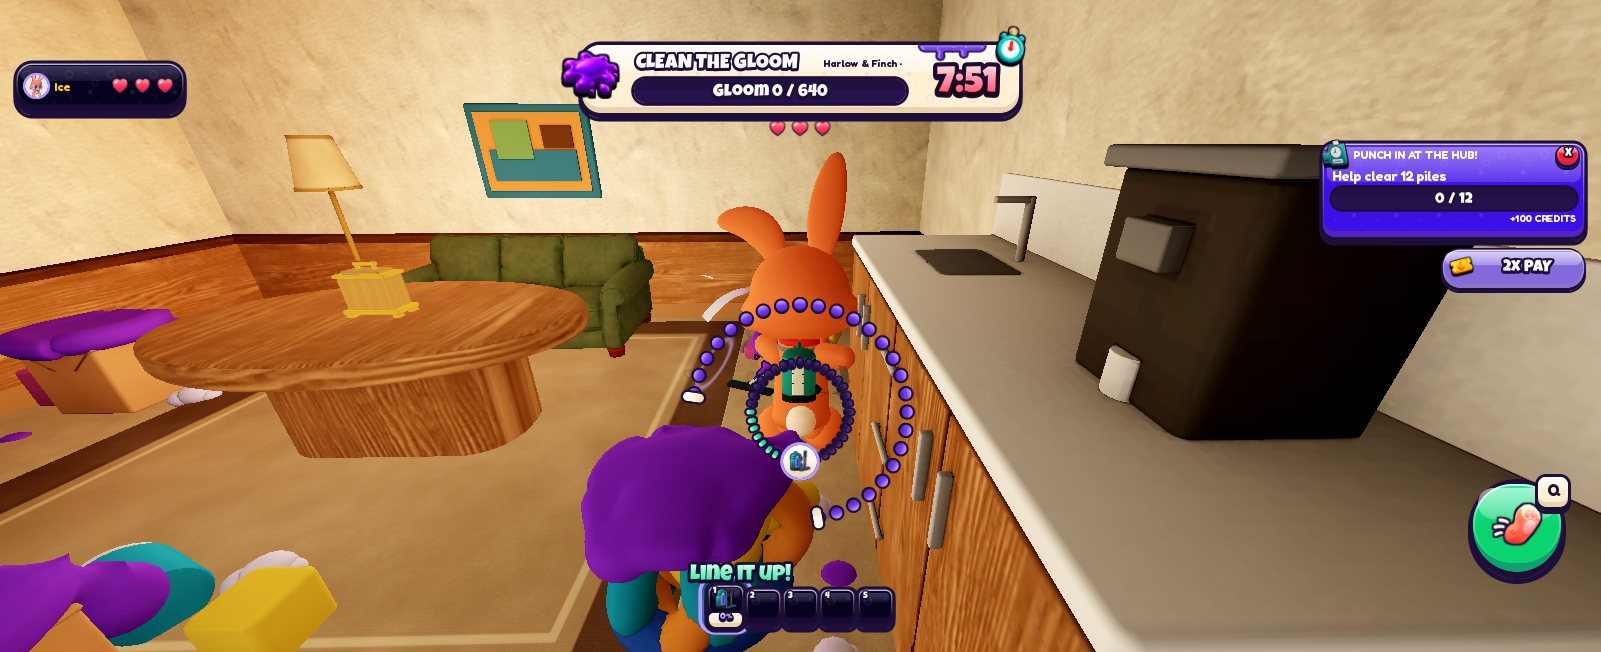 Ice
CLEAN THE GLOOM
Harlow & Finch ·
7:51
GLOOM 0 / 640
PUNCH IN AT THE HUB!
X
Help clear 12 piles
0 / 12
+100 CREDITS
2X PAY
Q
LINE IT UP!
1 2 3 4 5
0%